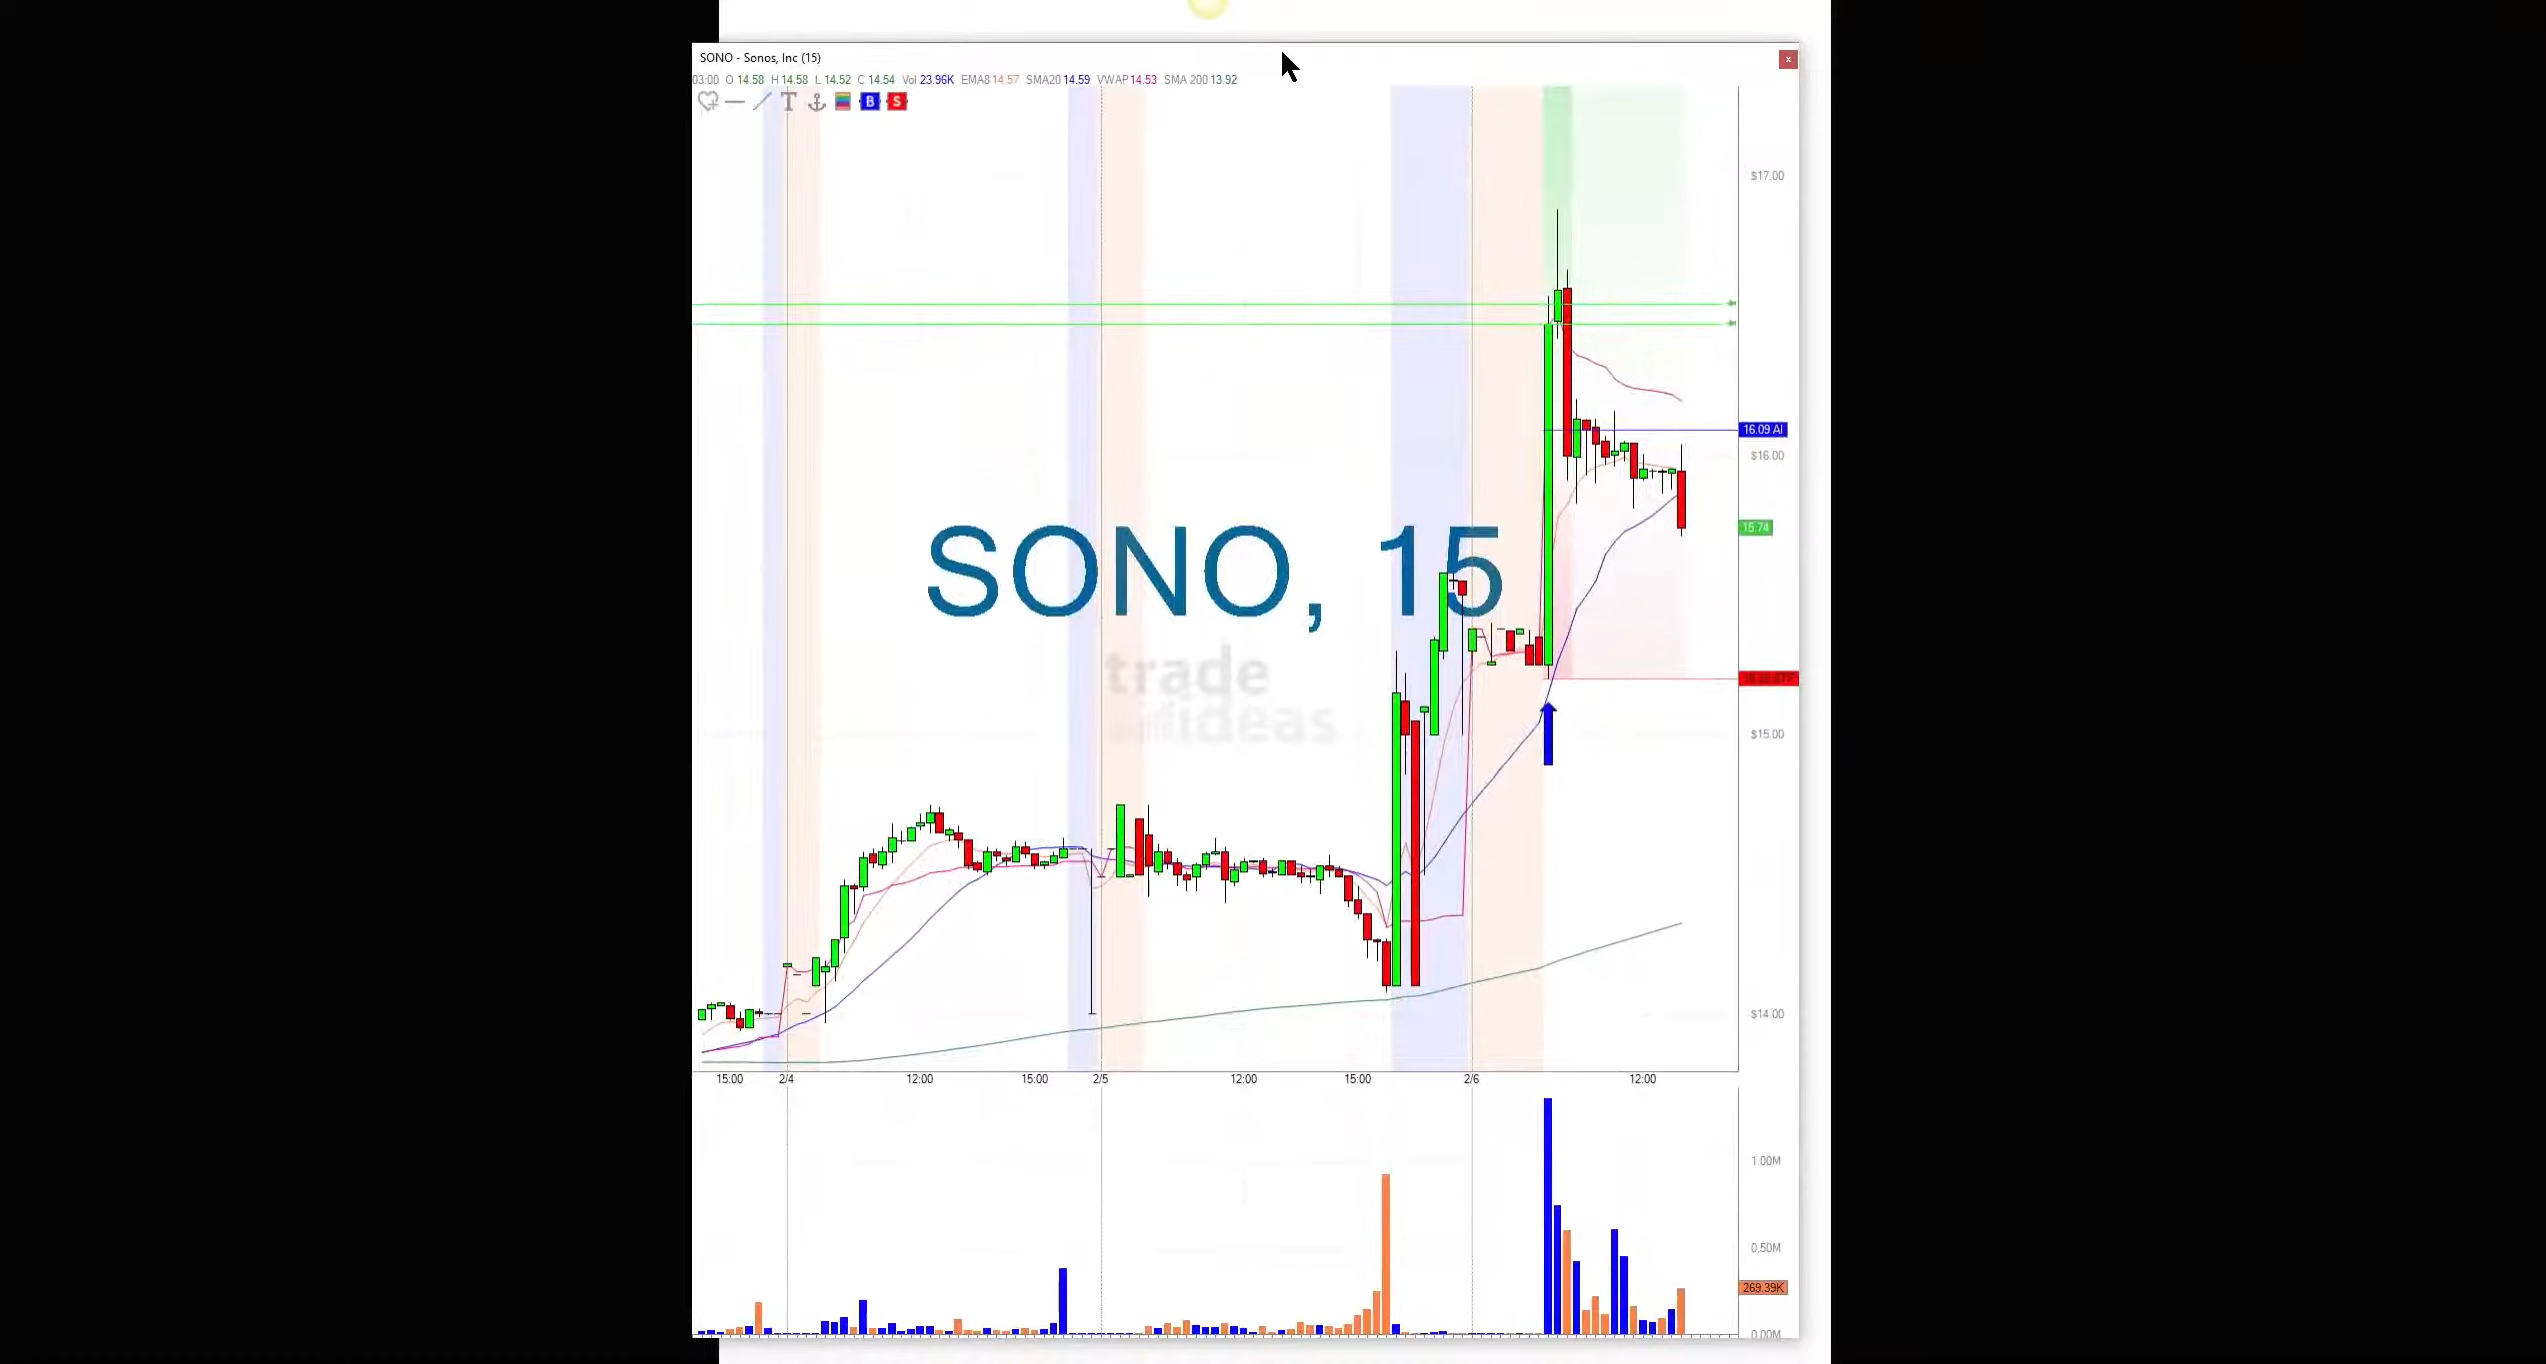 SONO - Sonos, Inc (15)
03:00 O 14.58 H 14.58 L 14.52 C 14.54 Vol 23.96K EMA8 14.57 SMA20 14.59 VWAP 14.53 SMA 200 13.92
T B S
$17.00
16.09 AI
$16.00
15.74
SONO, 15
trade
ideas
$15.00
$14.00
15:00 2/4 12:00 15:00 2/5 12:00 15:00 2/6 12:00
1.00M
0.50M
269.39K
0.00M